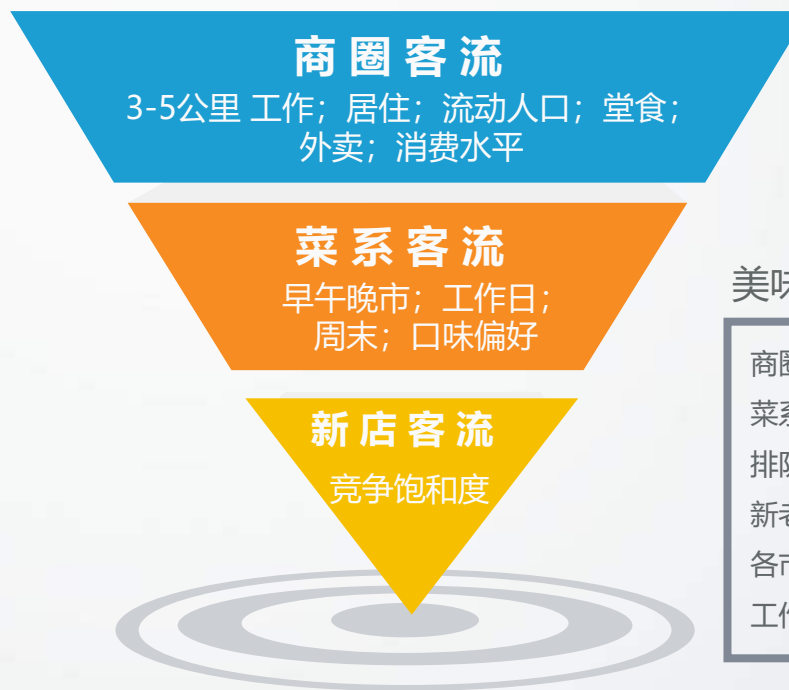 商圈客流
3-5公里 工作；居住；流动人口；堂食；
外卖；消费水平
菜系客流
早午晚市；工作日；
周末；口味偏好
新店客流
竞争饱和度
美味
商圈
菜系
排队
新老
各市
工作